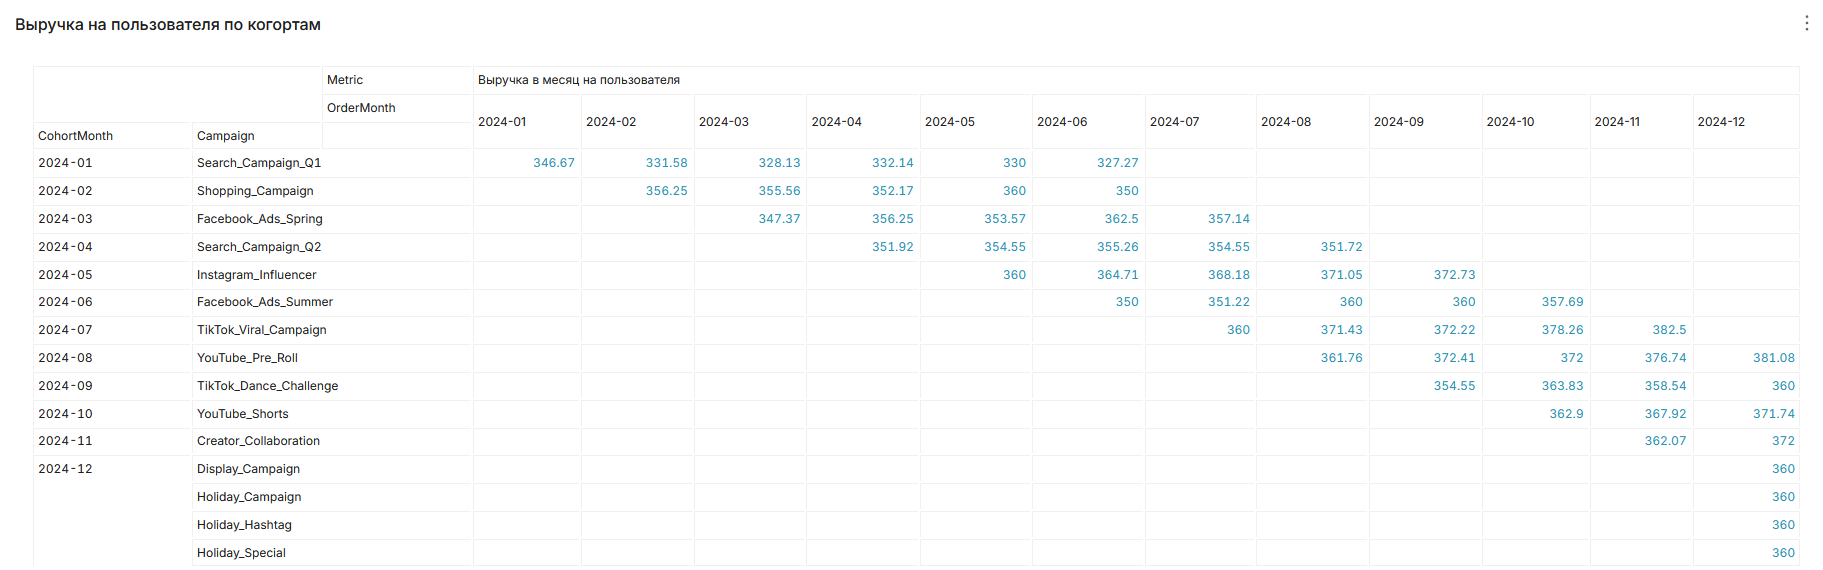 Выручка на пользователя по когортам
Metric Выручка в месяц на пользователя
OrderMonth
2024-01 2024-02 2024-03 2024-04 2024-05 2024-06 2024-07 2024-08 2024-09 2024-10 2024-11 2024-12
CohortMonth Campaign
2024-01 Search_Campaign_Q1 346.67 331.58 328.13 332.14 330 327.27
2024-02 Shopping_Campaign 356.25 355.56 352.17 360 350
2024-03 Facebook_Ads_Spring 347.37 356.25 353.57 362.5 357.14
2024-04 Search_Campaign_Q2 351.92 354.55 355.26 354.55 351.72
2024-05 Instagram_Influencer 360 364.71 368.18 371.05 372.73
2024-06 Facebook_Ads_Summer 350 351.22 360 360 357.69
2024-07 TikTok_Viral_Campaign 360 371.43 372.22 378.26 382.5
2024-08 YouTube_Pre_Roll 361.76 372.41 372 376.74 381.08
2024-09 TikTok_Dance_Challenge 354.55 363.83 358.54 360
2024-10 YouTube_Shorts 362.9 367.92 371.74
2024-11 Creator_Collaboration 362.07 372
2024-12 Display_Campaign 360
Holiday_Campaign 360
Holiday_Hashtag 360
Holiday_Special 360